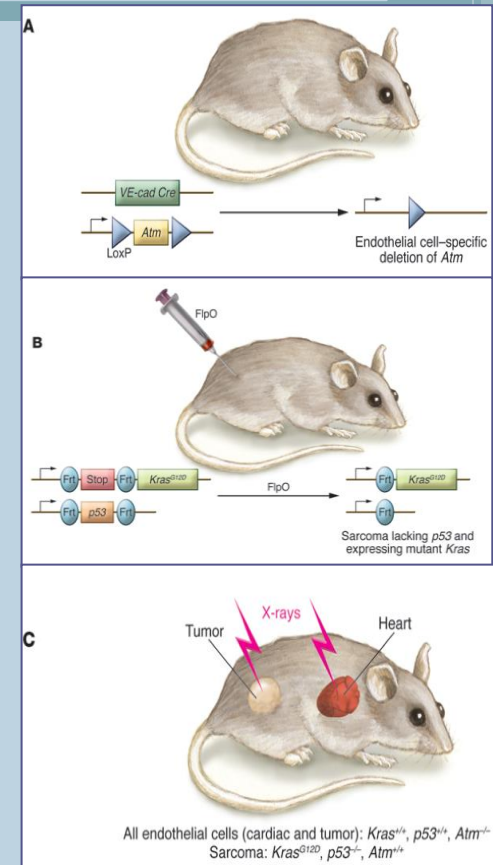 A
VE-cad Cre
Atm
LoxP
Endothelial cell–specific
deletion of Atm
B
FlpO
Frt Stop Frt KrasG12D
Frt p53 Frt
FlpO
Frt KrasG12D
Frt
Sarcoma lacking p53 and
expressing mutant Kras
C
X-rays
Tumor
Heart
All endothelial cells (cardiac and tumor): Kras+/+, p53+/+, Atm–/–
Sarcoma: KrasG12D, p53–/–, Atm+/+